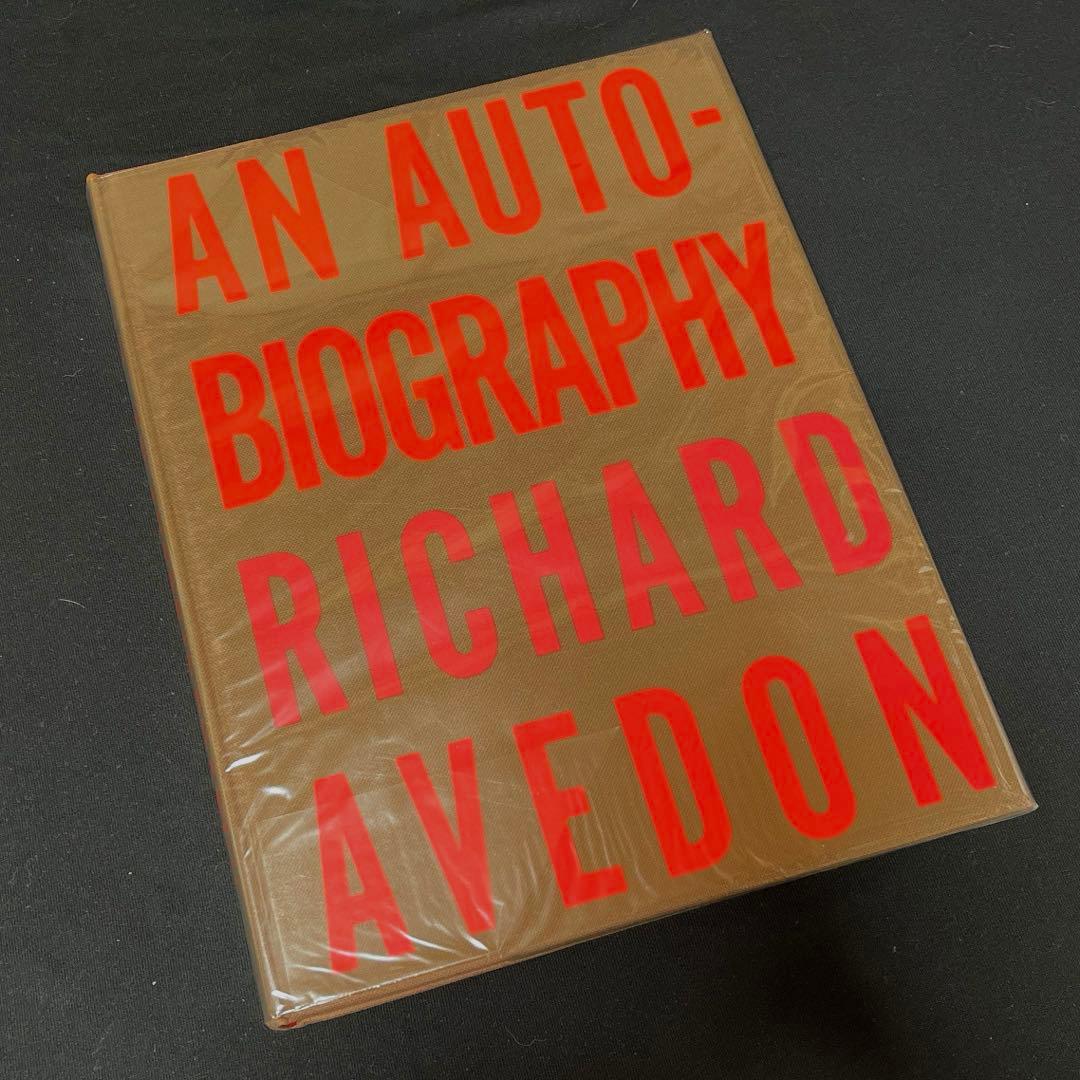 AN AUTO-
BIOGRAPHY
RICHARD
AVEDON